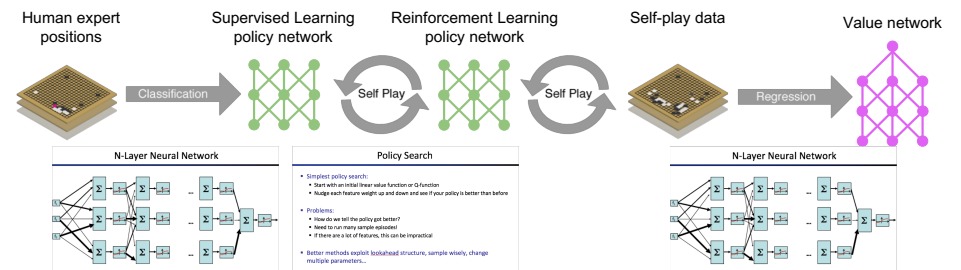 Human expert
positions
Supervised Learning
policy network
Reinforcement Learning
policy network
Self-play data
Value network
Classification
Self Play
Self Play
Regression
N-Layer Neural Network
Σ Σ ... Σ
Σ Σ ... Σ Σ
Σ Σ ... Σ
Policy Search
▪ Simplest policy search:
▪ Start with an initial linear value function or Q-function
▪ Nudge each feature weight up and down and see if your policy is better than before
▪ Problems:
▪ How do we tell the policy got better?
▪ Need to run many sample episodes!
▪ If there are a lot of features, this can be impractical
▪ Better methods exploit lookahead structure, sample wisely, change
multiple parameters...
N-Layer Neural Network
Σ Σ ... Σ
Σ Σ ... Σ Σ
Σ Σ ... Σ